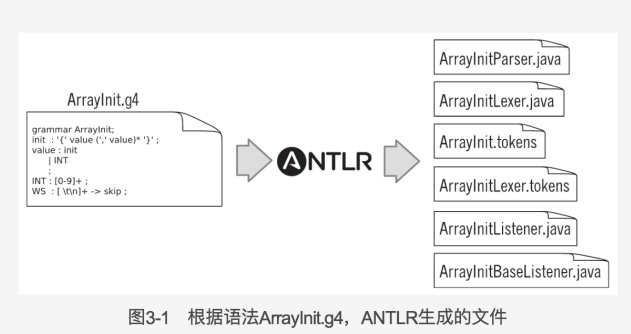 ArrayInit.g4
grammar ArrayInit;
init : '{' value (',' value)* '}' ;
value : init
| INT
;
INT : [0-9]+ ;
WS : [ \t\n]+ -> skip ;
ANTLR
ArrayInitParser.java
ArrayInitLexer.java
ArrayInit.tokens
ArrayInitLexer.tokens
ArrayInitListener.java
ArrayInitBaseListener.java
图3-1 根据语法ArrayInit.g4，ANTLR生成的文件